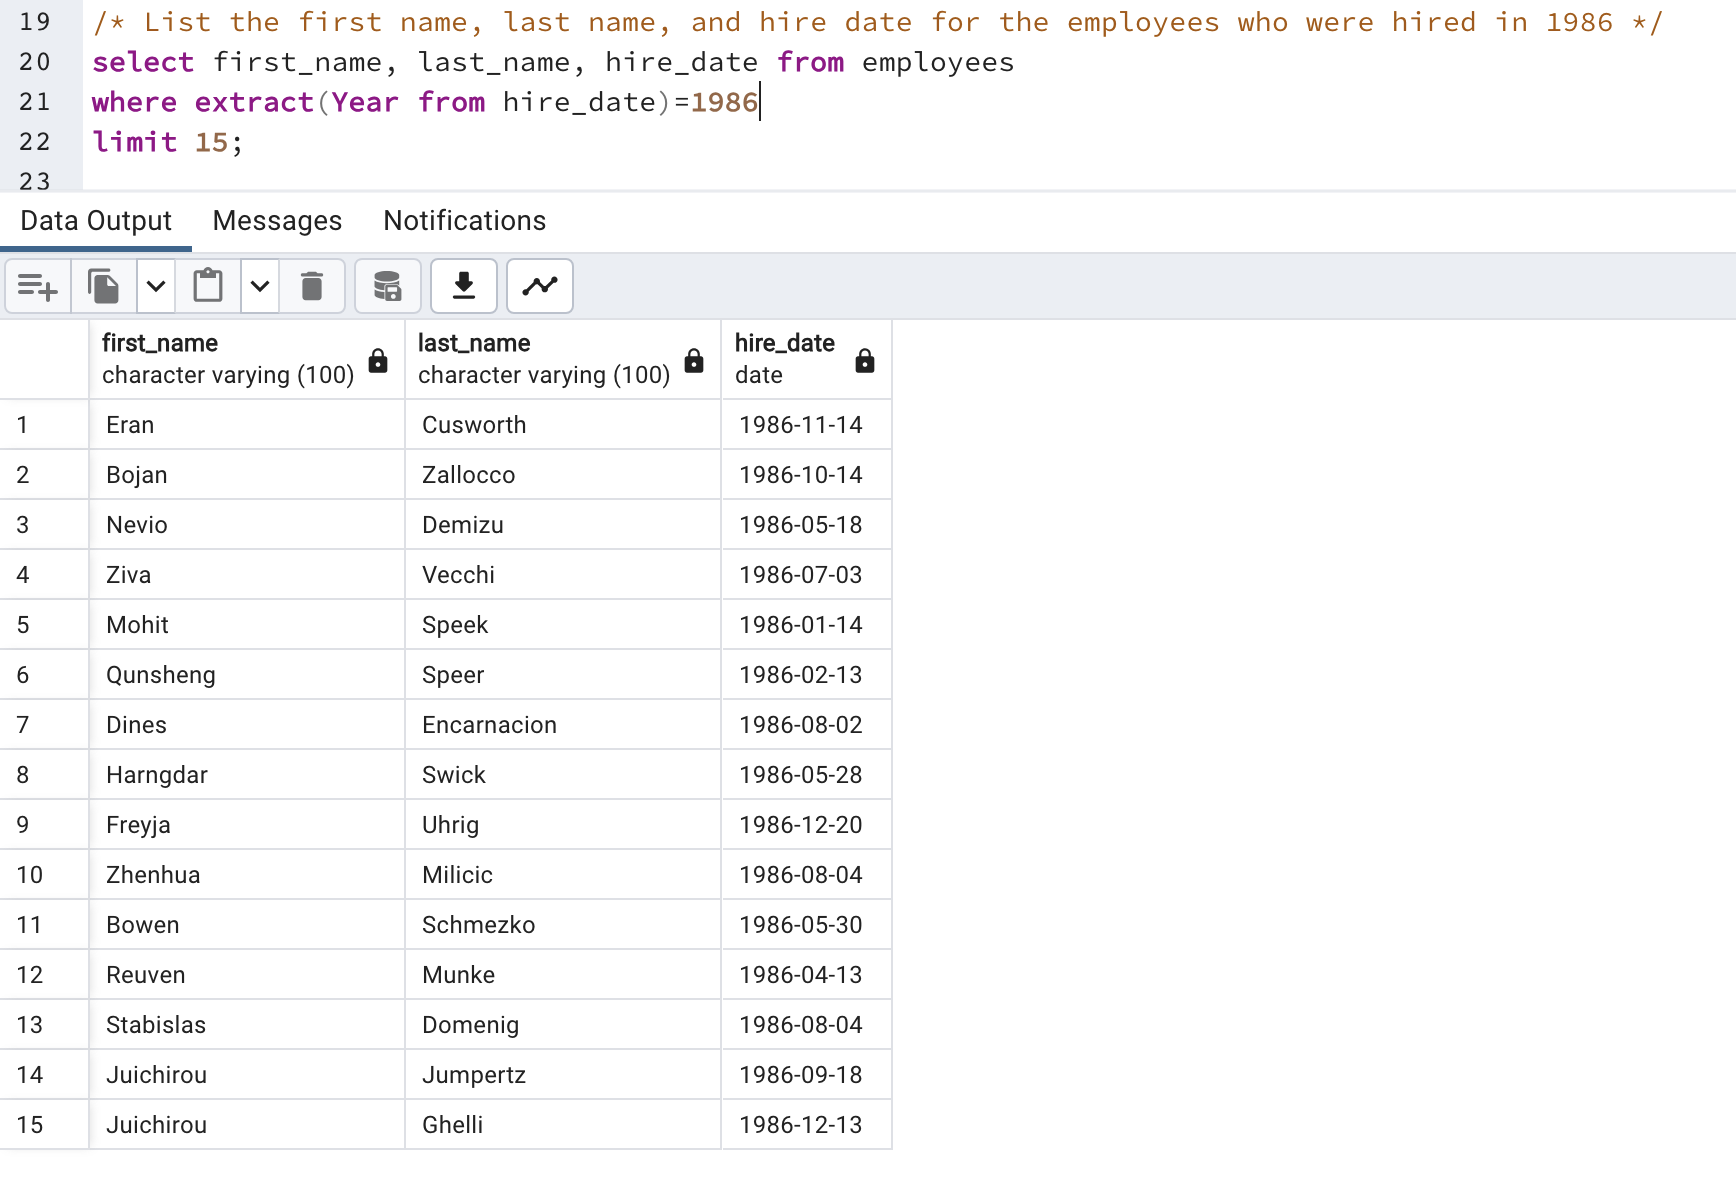 19 /* List the first name, last name, and hire date for the employees who were hired in 1986 */
20 select first_name, last_name, hire_date from employees
21 where extract(Year from hire_date)=1986
22 limit 15;
23
Data Output Messages Notifications
first_name last_name hire_date
character varying (100) character varying (100) date
1 Eran Cusworth 1986-11-14
2 Bojan Zallocco 1986-10-14
3 Nevio Demizu 1986-05-18
4 Ziva Vecchi 1986-07-03
5 Mohit Speek 1986-01-14
6 Qunsheng Speer 1986-02-13
7 Dines Encarnacion 1986-08-02
8 Harngdar Swick 1986-05-28
9 Freyja Uhrig 1986-12-20
10 Zhenhua Milicic 1986-08-04
11 Bowen Schmezko 1986-05-30
12 Reuven Munke 1986-04-13
13 Stabislas Domenig 1986-08-04
14 Juichirou Jumpertz 1986-09-18
15 Juichirou Ghelli 1986-12-13